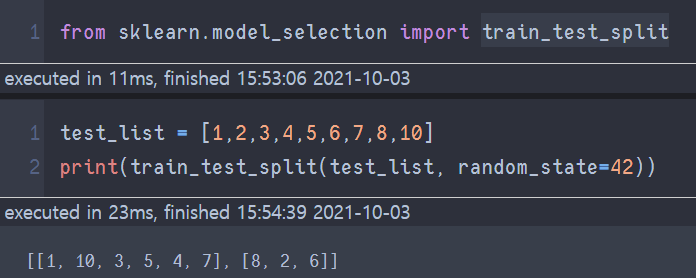 1 from sklearn.model_selection import train_test_split
executed in 11ms, finished 15:53:06 2021-10-03
1 test_list = [1,2,3,4,5,6,7,8,10]
2 print(train_test_split(test_list, random_state=42))
executed in 23ms, finished 15:54:39 2021-10-03
[[1, 10, 3, 5, 4, 7], [8, 2, 6]]